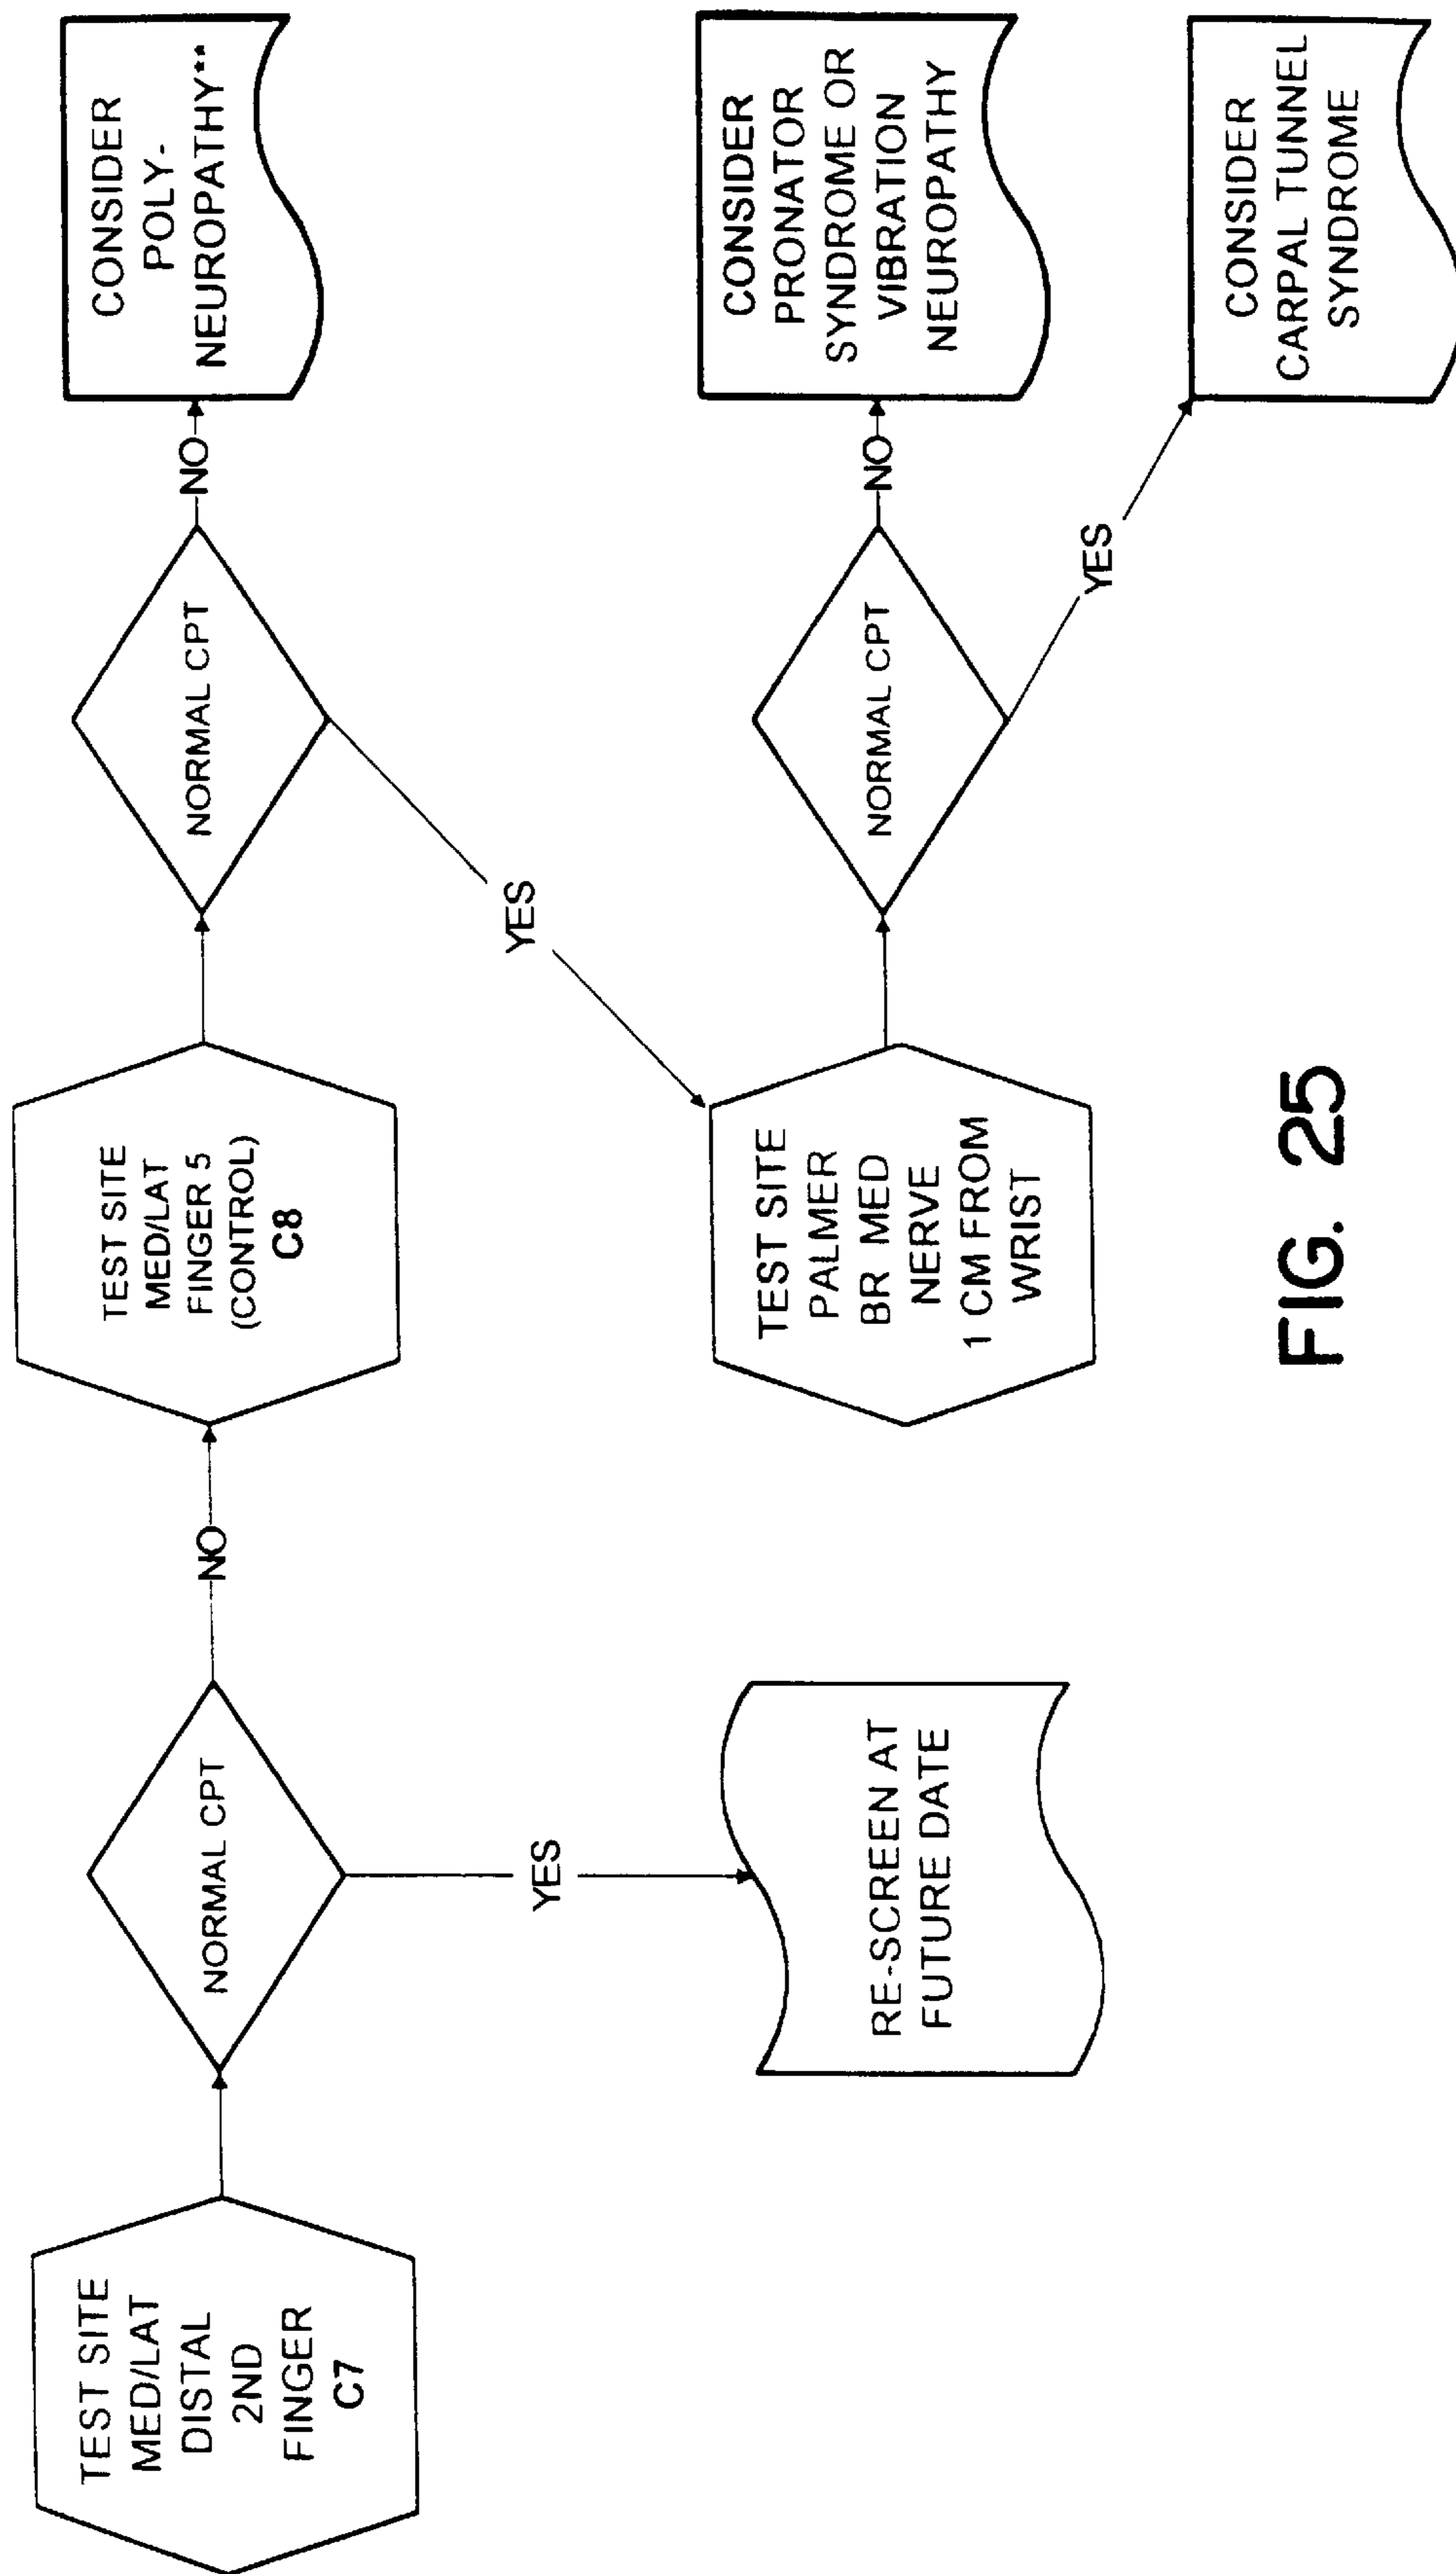 TEST SITE
MED/LAT
DISTAL
2ND
FINGER
C7
NORMAL CPT
NO
YES
RE-SCREEN AT
FUTURE DATE
TEST SITE
MED/LAT
FINGER 5
(CONTROL)
C8
NORMAL CPT
NO
CONSIDER
POLY-
NEUROPATHY**
YES
TEST SITE
PALMER
BR MED
NERVE
1 CM FROM
WRIST
NORMAL CPT
NO
CONSIDER
PRONATOR
SYNDROME OR
VIBRATION
NEUROPATHY
YES
CONSIDER
CARPAL TUNNEL
SYNDROME
FIG. 25